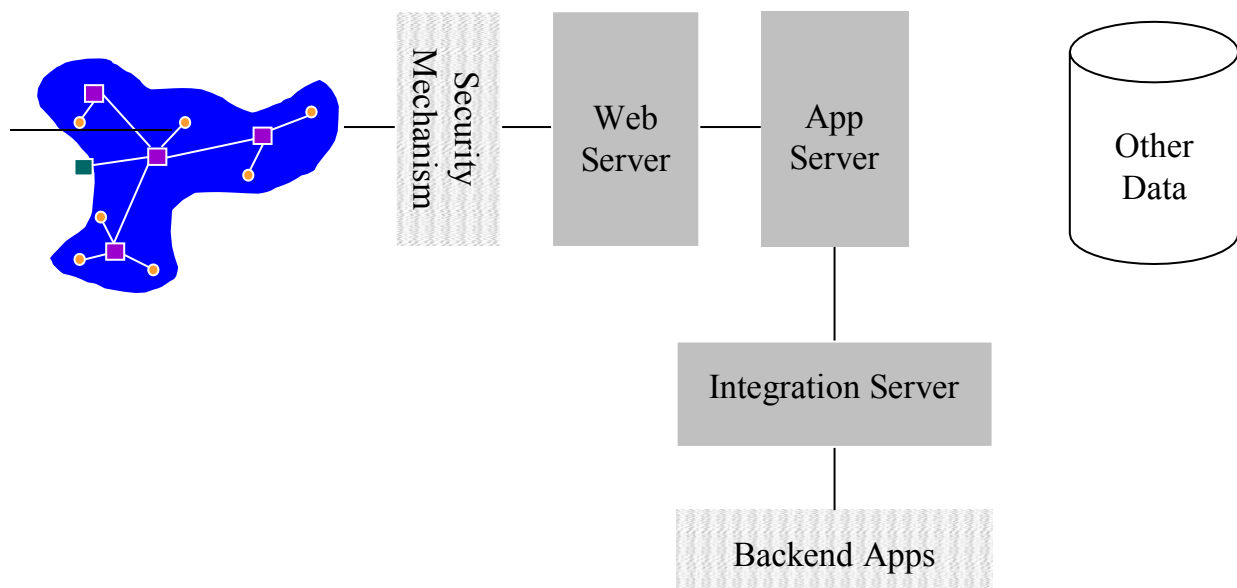 Security
Mechanism
Web
Server
App
Server
Other
Data
Integration Server
Backend Apps